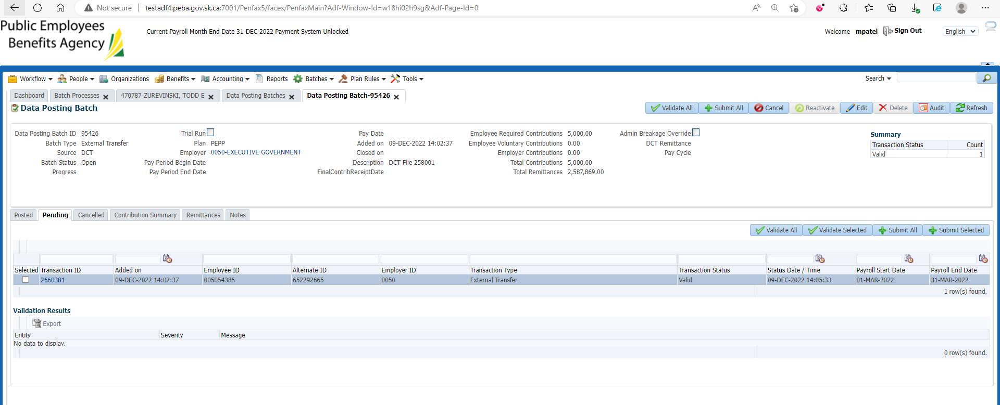 Not secure testadf4.peba.gov.sk.ca:7001/Penfax5/faces/PenfaxMain?Adf-Window-Id=w18hi02h9sg&Adf-Page-Id=0
Public Employees
Benefits Agency
Current Payroll Month End Date 31-DEC-2022 Payment System Unlocked
Welcome mpatel Sign Out English
Workflow People Organizations Benefits Accounting Reports Batches Plan Rules Tools Search
Dashboard Batch Processes 470787-ZUREVINSKI, TODD E Data Posting Batches Data Posting Batch-95426
Data Posting Batch Validate All Submit All Cancel Reactivate Edit Delete Audit Refresh
Data Posting Batch ID 95426 Trial Run Pay Date Employee Required Contributions 5,000.00 Admin Breakage Override Summary
Batch Type External Transfer Plan PEPP Added on 09-DEC-2022 14:02:37 Employee Voluntary Contributions 0.00 DCT Remittance Transaction Status Count
Source DCT Employer 0050-EXECUTIVE GOVERNMENT Closed on Employer Contributions 0.00 Pay Cycle Valid 1
Batch Status Open Pay Period Begin Date Description DCT File 258001 Total Contributions 5,000.00
Progress Pay Period End Date FinalContribReceiptDate Total Remittances 2,587,869.00
Posted Pending Cancelled Contribution Summary Remittances Notes
Validate All Validate Selected Submit All Submit Selected
Selected Transaction ID Added on Employee ID Alternate ID Employer ID Transaction Type Transaction Status Status Date / Time Payroll Start Date Payroll End Date
2660381 09-DEC-2022 14:02:37 005054385 652292665 0050 External Transfer Valid 09-DEC-2022 14:05:33 01-MAR-2022 31-MAR-2022
1 row(s) found.
Validation Results
Export
Entity Severity Message
No data to display.
0 row(s) found.